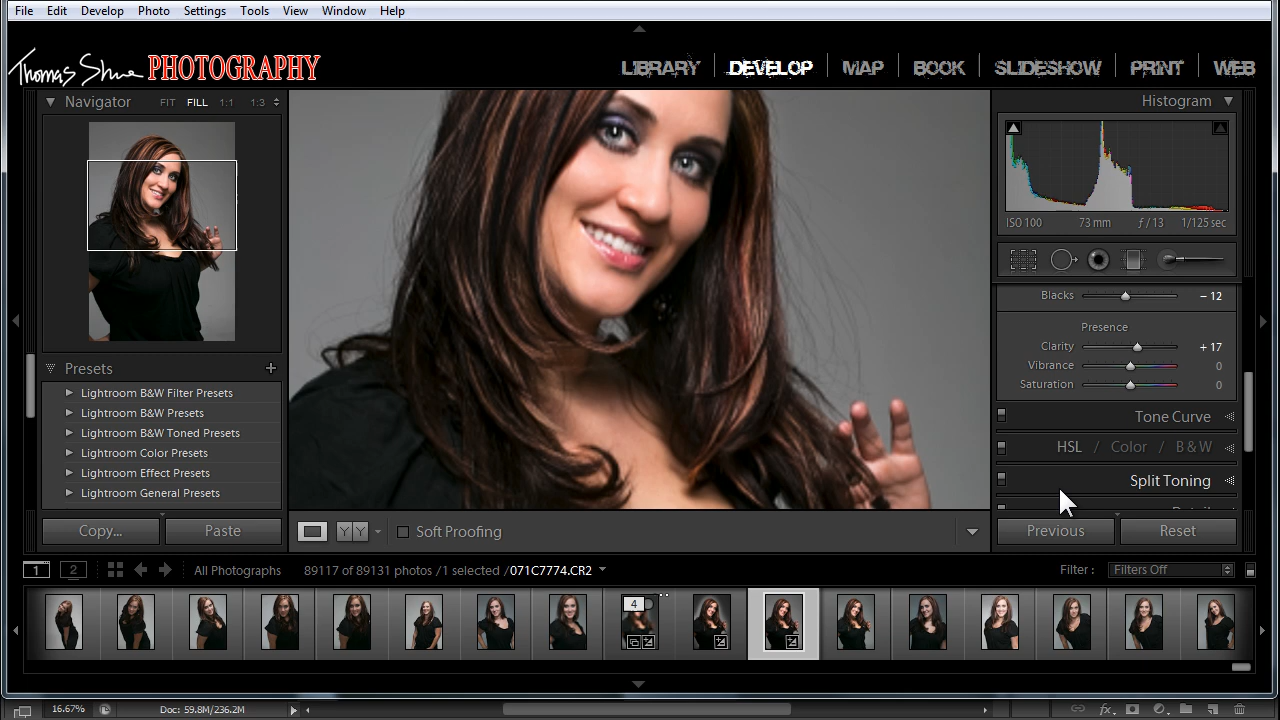 File Edit Develop Photo Settings Tools View Window Help
Thomas Shue PHOTOGRAPHY
LIBRARY DEVELOP MAP BOOK SLIDESHOW PRINT WEB
Navigator FIT FILL 1:1 1:3
Histogram
ISO 100 73 mm ƒ / 13 1/125 sec
Blacks – 12
Presence
Clarity + 17
Vibrance 0
Saturation 0
Tone Curve
HSL / Color / B & W
Split Toning
Presets +
Lightroom B&W Filter Presets
Lightroom B&W Presets
Lightroom B&W Toned Presets
Lightroom Color Presets
Lightroom Effect Presets
Lightroom General Presets
Copy... Paste
Y Y Soft Proofing
Previous Reset
1 2 All Photographs 89117 of 89131 photos / 1 selected / 071C7774.CR2
Filter : Filters Off
4
16.67% Doc: 59.8M/236.2M
fx